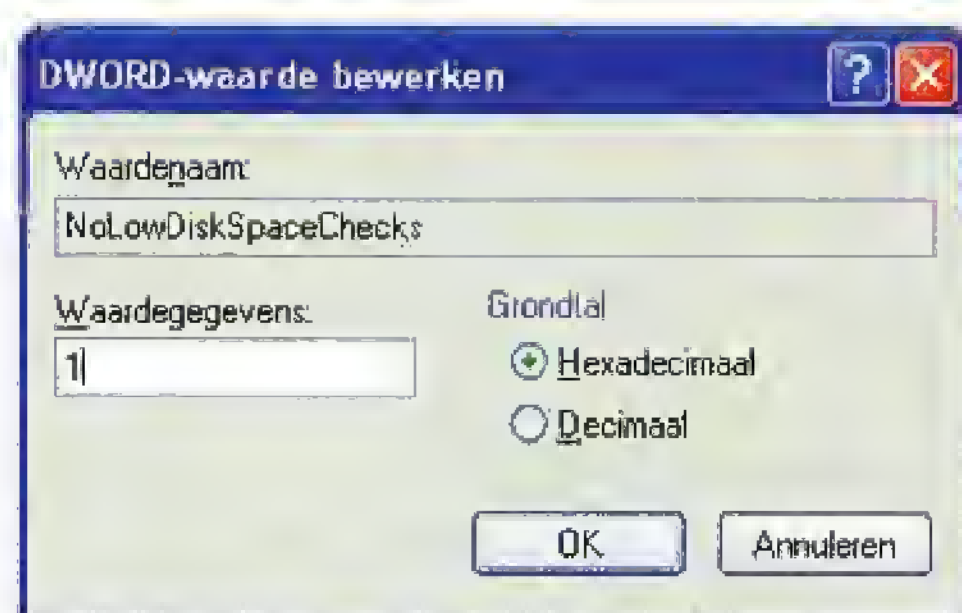 DWORD-waarde bewerken
Waardenaam:
NoLowDiskSpaceChecks
Waardegegevens:
1
Grondtal
Hexadecimaal
Decimaal
OK
Annuleren